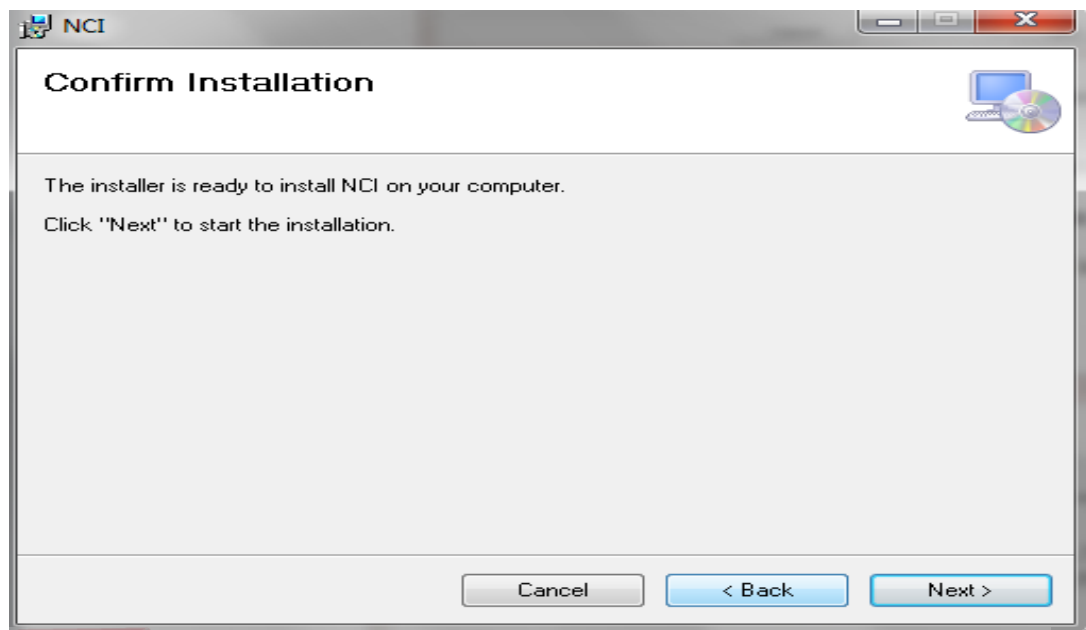 NCI
Confirm Installation
The installer is ready to install NCI on your computer.
Click "Next" to start the installation.
Cancel
< Back
Next >